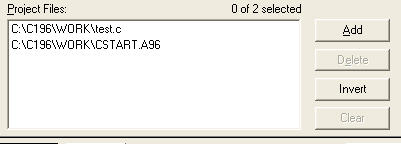 Project Files: 0 of 2 selected
C:\C196\WORK\test.c
C:\C196\WORK\CSTART.A96
Add
Delete
Invert
Clear